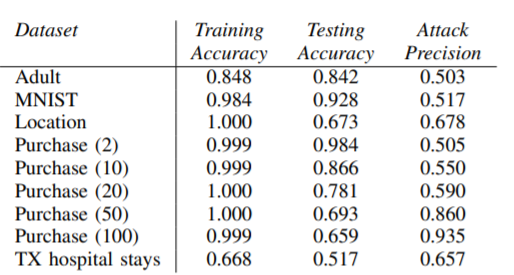 Dataset Training Testing Attack
Accuracy Accuracy Precision
Adult 0.848 0.842 0.503
MNIST 0.984 0.928 0.517
Location 1.000 0.673 0.678
Purchase (2) 0.999 0.984 0.505
Purchase (10) 0.999 0.866 0.550
Purchase (20) 1.000 0.781 0.590
Purchase (50) 1.000 0.693 0.860
Purchase (100) 0.999 0.659 0.935
TX hospital stays 0.668 0.517 0.657